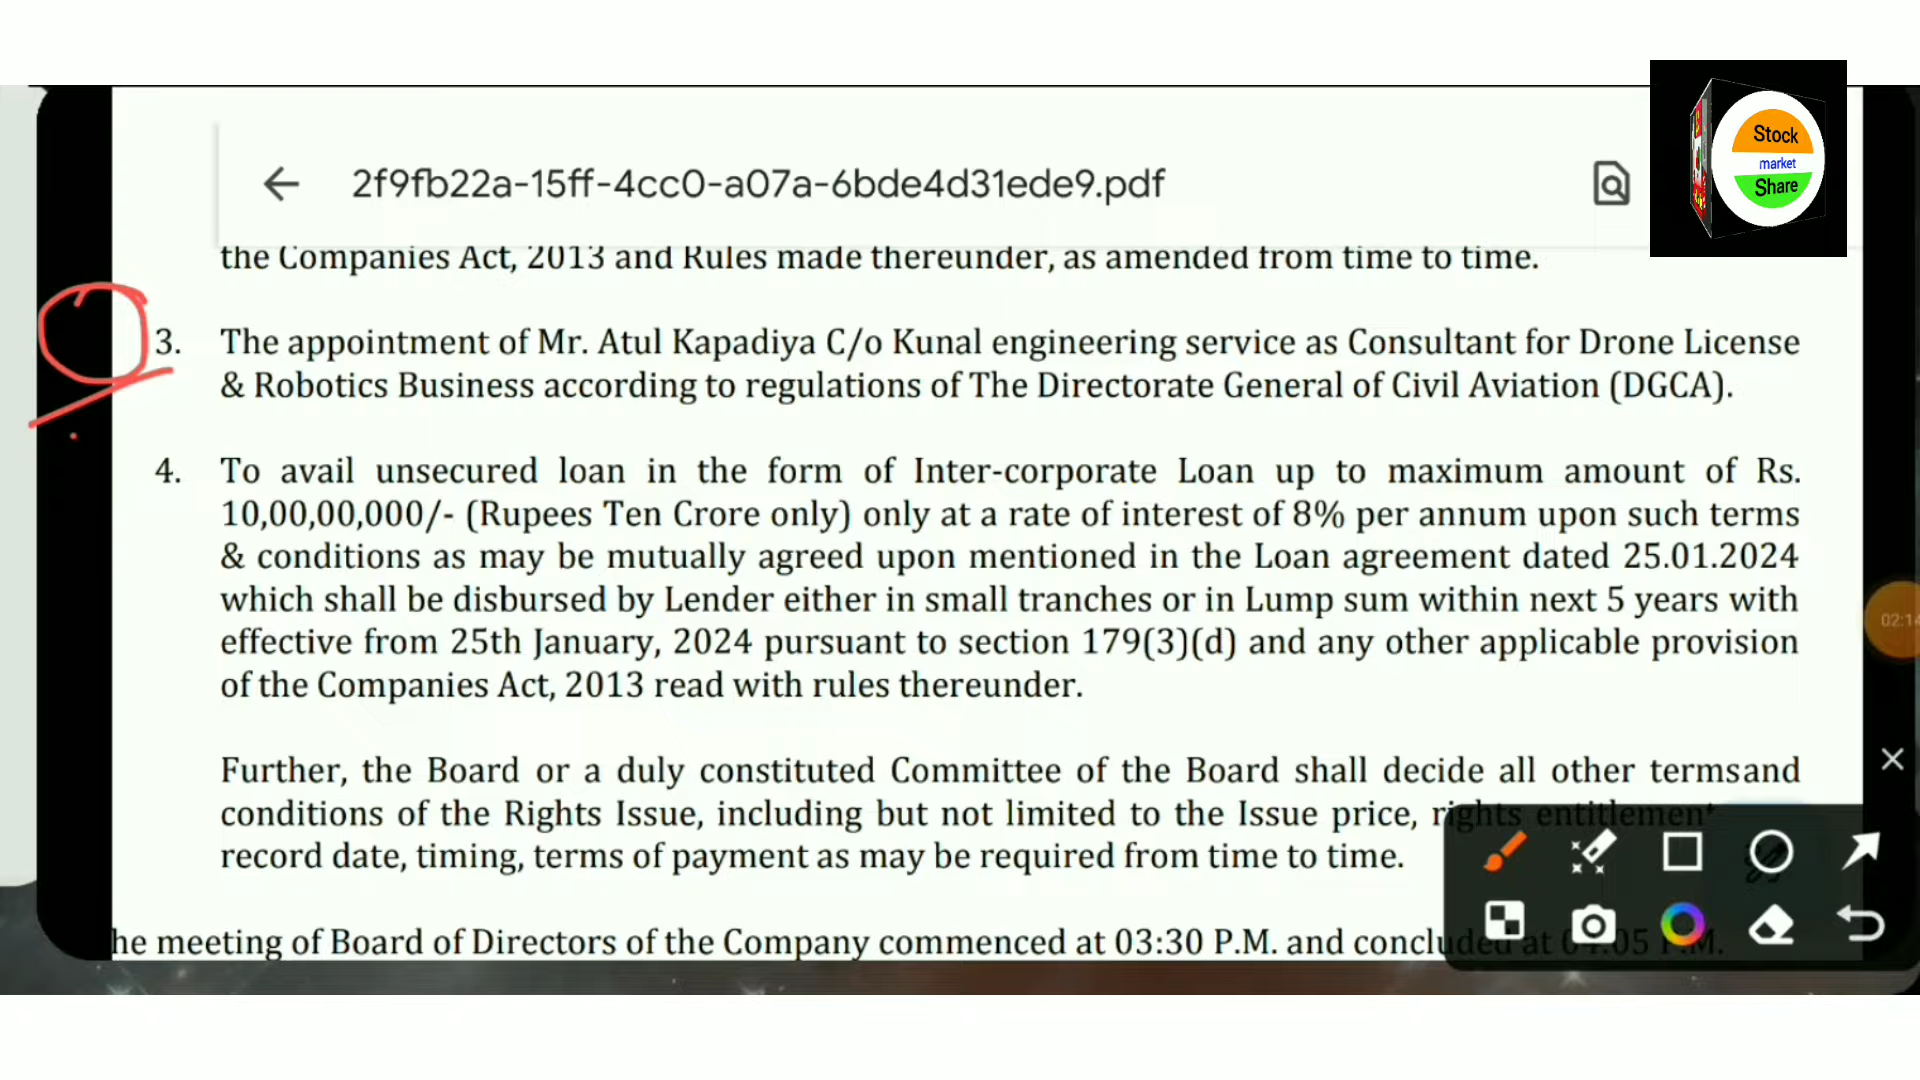 Stock
market
Share
2f9fb22a-15ff-4cc0-a07a-6bde4d31ede9.pdf
the Companies Act, 2013 and Rules made thereunder, as amended from time to time.
3. The appointment of Mr. Atul Kapadiya C/o Kunal engineering service as Consultant for Drone License
& Robotics Business according to regulations of The Directorate General of Civil Aviation (DGCA).
4. To avail unsecured loan in the form of Inter-corporate Loan up to maximum amount of Rs.
10,00,00,000/- (Rupees Ten Crore only) only at a rate of interest of 8% per annum upon such terms
& conditions as may be mutually agreed upon mentioned in the Loan agreement dated 25.01.2024
which shall be disbursed by Lender either in small tranches or in Lump sum within next 5 years with
effective from 25th January, 2024 pursuant to section 179(3)(d) and any other applicable provision
of the Companies Act, 2013 read with rules thereunder.
02:14
Further, the Board or a duly constituted Committee of the Board shall decide all other termsand
conditions of the Rights Issue, including but not limited to the Issue price, rights entitlement
record date, timing, terms of payment as may be required from time to time.
he meeting of Board of Directors of the Company commenced at 03:30 P.M. and concluded at 04:05 P.M.